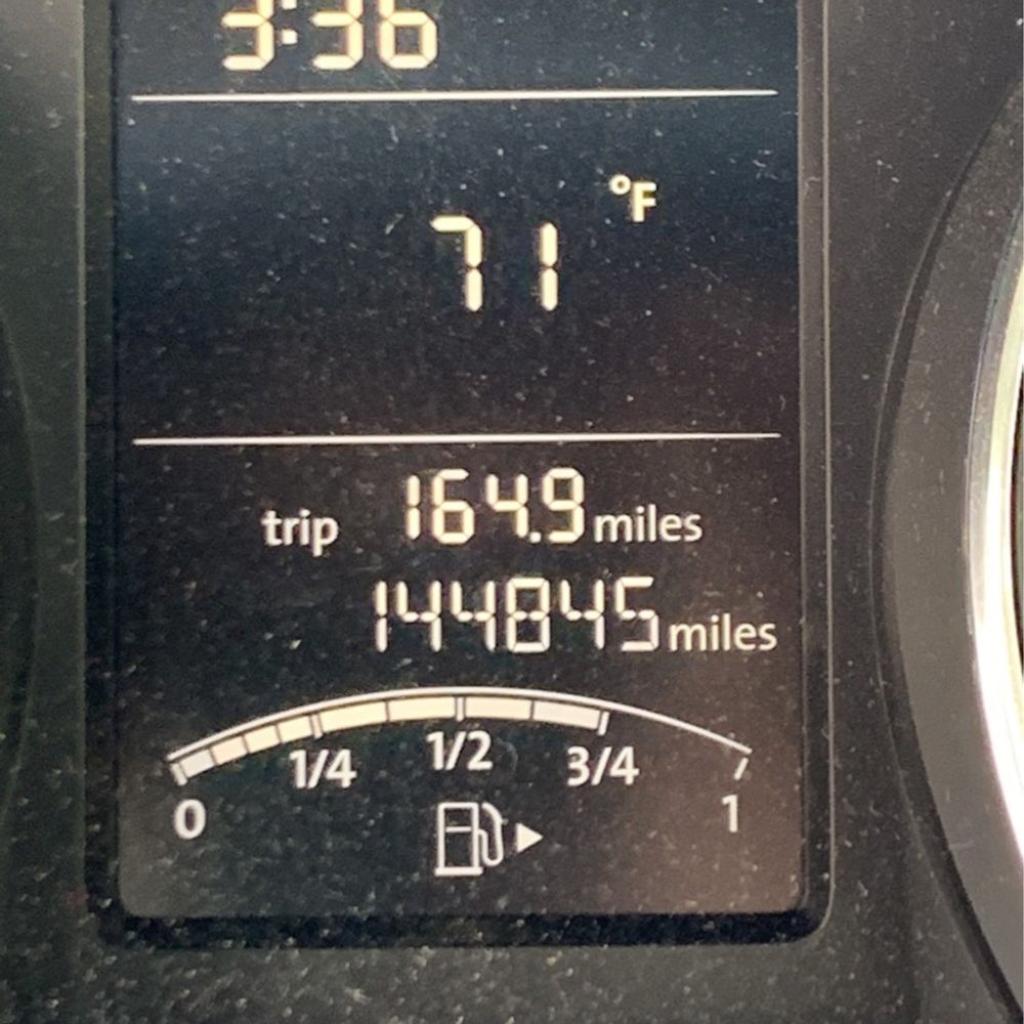 3:36
°F
71
trip 164.9 miles
144845 miles
1/4 1/2 3/4
0 1